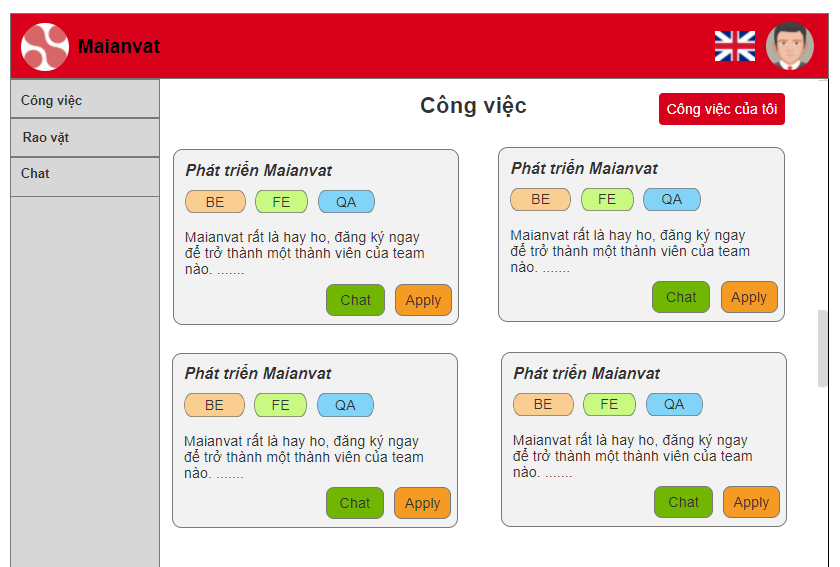 Maianvat
Công việc
Rao vặt
Chat
Công việc
Công việc của tôi
Phát triển Maianvat
BE FE QA
Maianvat rất là hay ho, đăng ký ngay
để trở thành một thành viên của team
nào. .......
Chat Apply
Phát triển Maianvat
BE FE QA
Maianvat rất là hay ho, đăng ký ngay
để trở thành một thành viên của team
nào. .......
Chat Apply
Phát triển Maianvat
BE FE QA
Maianvat rất là hay ho, đăng ký ngay
để trở thành một thành viên của team
nào. .......
Chat Apply
Phát triển Maianvat
BE FE QA
Maianvat rất là hay ho, đăng ký ngay
để trở thành một thành viên của team
nào. .......
Chat Apply